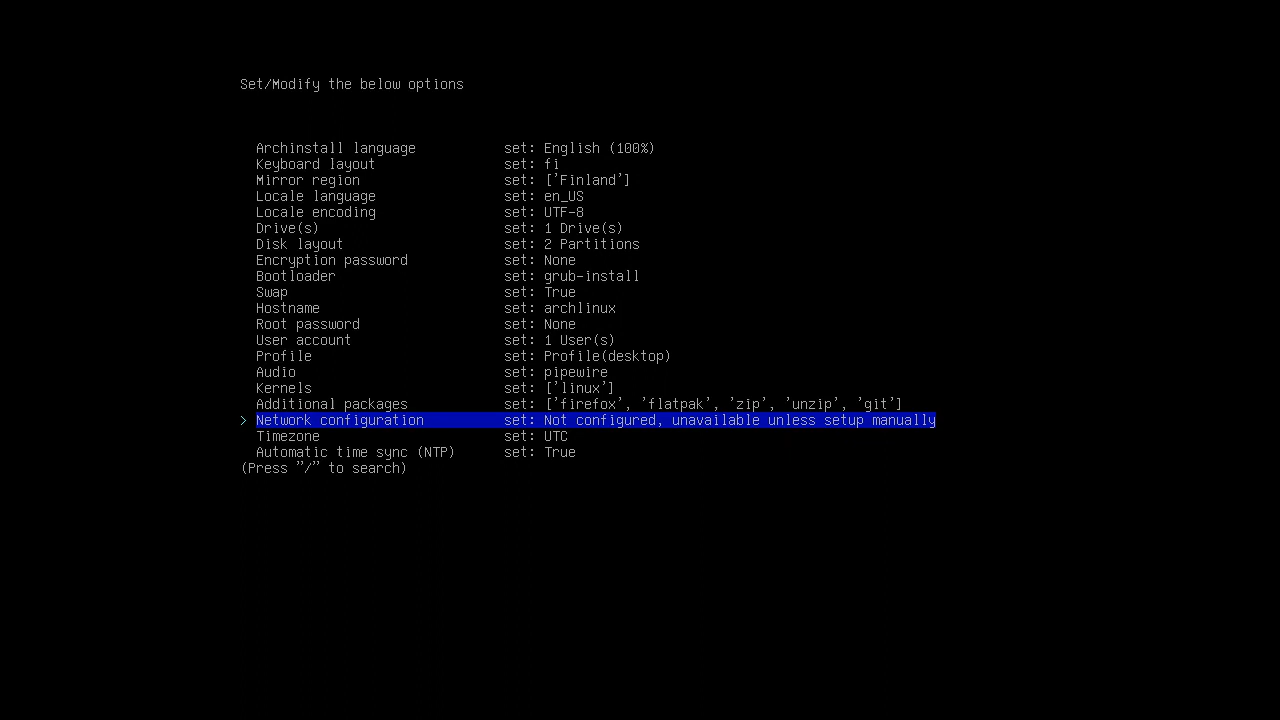 Set/Modify the below options
Archinstall language set: English (100%)
Keyboard layout set: fi
Mirror region set: ['Finland']
Locale language set: en_US
Locale encoding set: UTF-8
Drive(s) set: 1 Drive(s)
Disk layout set: 2 Partitions
Encryption password set: None
Bootloader set: grub-install
Swap set: True
Hostname set: archlinux
Root password set: None
User account set: 1 User(s)
Profile set: Profile(desktop)
Audio set: pipewire
Kernels set: ['linux']
Additional packages set: ['firefox', 'flatpak', 'zip', 'unzip', 'git']
> Network configuration set: Not configured, unavailable unless setup manually
Timezone set: UTC
Automatic time sync (NTP) set: True
(Press "/" to search)